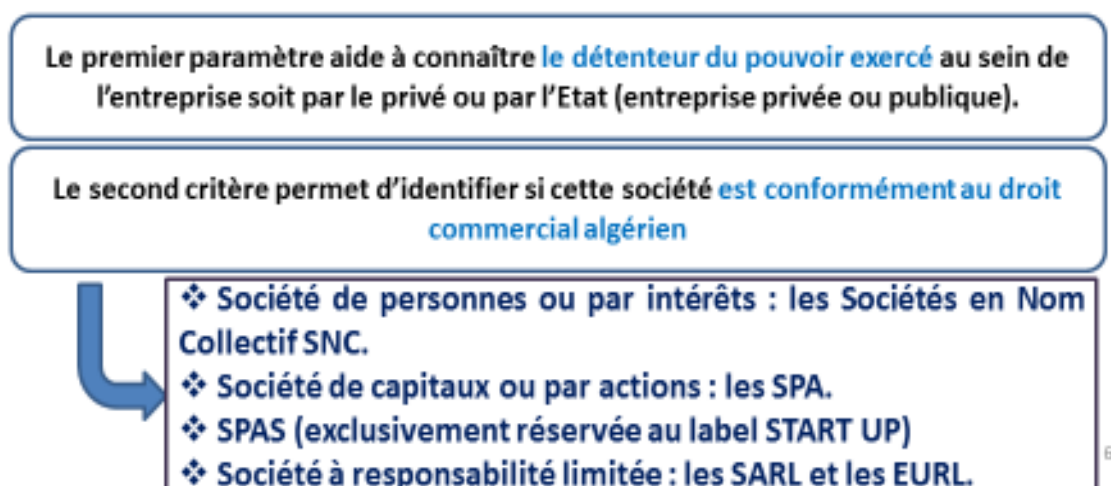 Le premier paramètre aide à connaître le détenteur du pouvoir exercé au sein de
l'entreprise soit par le privé ou par l'Etat (entreprise privée ou publique).
Le second critère permet d'identifier si cette société est conformément au droit
commercial algérien
❖ Société de personnes ou par intérêts : les Sociétés en Nom
Collectif SNC.
❖ Société de capitaux ou par actions : les SPA.
❖ SPAS (exclusivement réservée au label START UP)
❖ Société à responsabilité limitée : les SARL et les EURL.
6